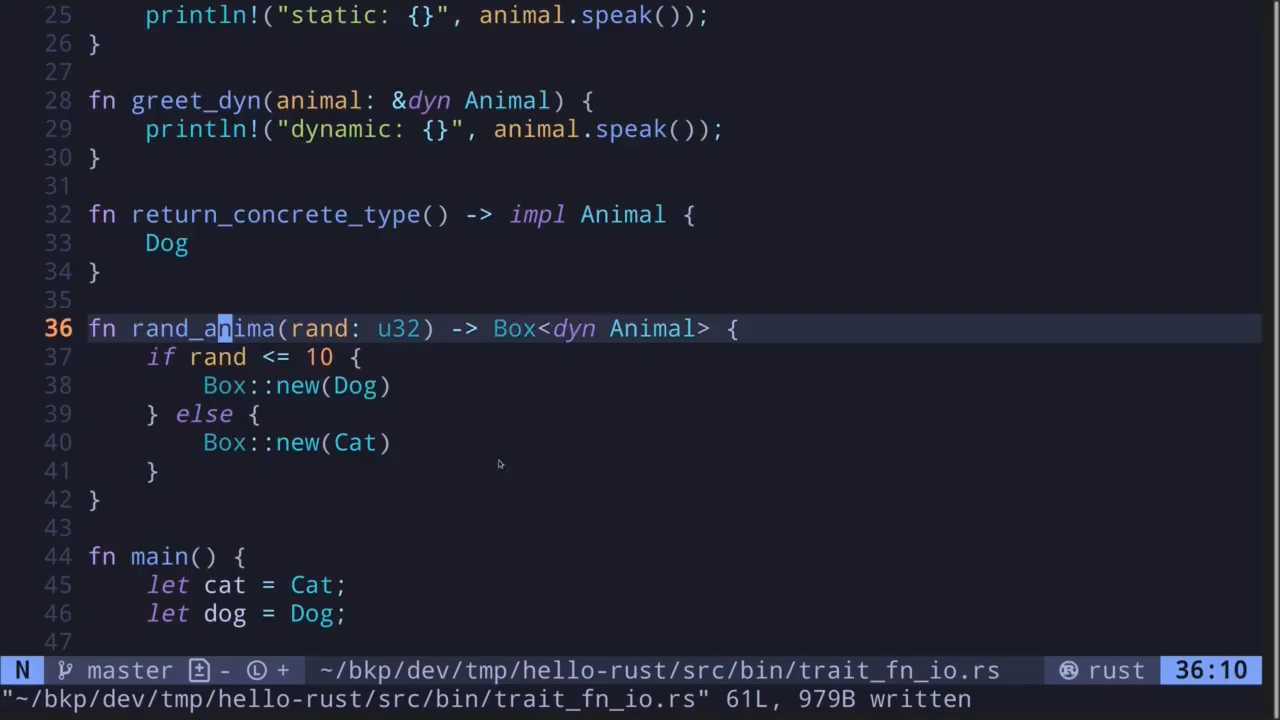 25     println!("static: {}", animal.speak());
26 }
27
28 fn greet_dyn(animal: &dyn Animal) {
29     println!("dynamic: {}", animal.speak());
30 }
31
32 fn return_concrete_type() -> impl Animal {
33     Dog
34 }
35
36 fn rand_anima(rand: u32) -> Box<dyn Animal> {
37     if rand <= 10 {
38         Box::new(Dog)
39     } else {
40         Box::new(Cat)
41     }
42 }
43
44 fn main() {
45     let cat = Cat;
46     let dog = Dog;
47
N master - L + ~/bkp/dev/tmp/hello-rust/src/bin/trait_fn_io.rs rust 36:10
"~/bkp/dev/tmp/hello-rust/src/bin/trait_fn_io.rs" 61L, 979B written